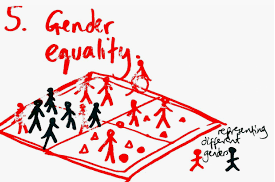 5. Gender
equality.
representing
different
genders